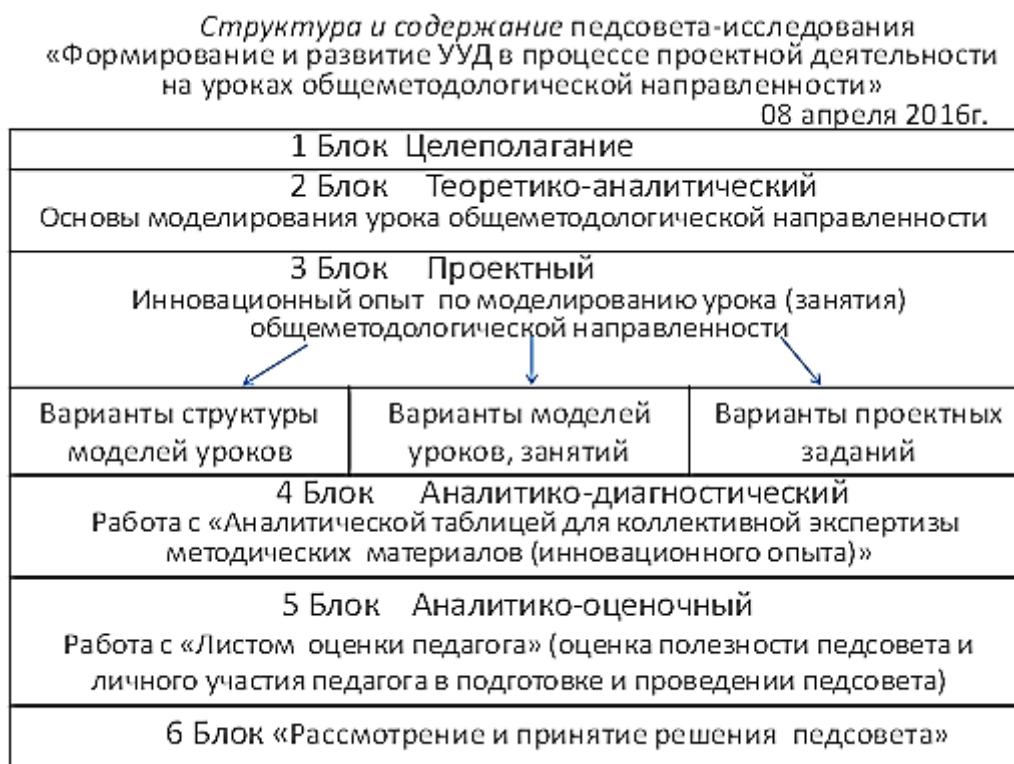 Структура и содержание педсовета-исследования
«Формирование и развитие УУД в процессе проектной деятельности
на уроках общеметодологической направленности»
08 апреля 2016г.
1 Блок Целеполагание
2 Блок Теоретико-аналитический
Основы моделирования урока общеметодологической направленности
3 Блок Проектный
Инновационный опыт по моделированию урока (занятия)
общеметодологической направленности
Варианты структуры
моделей уроков
Варианты моделей
уроков, занятий
Варианты проектных
заданий
4 Блок Аналитико-диагностический
Работа с «Аналитической таблицей для коллективной экспертизы
методических материалов (инновационного опыта)»
5 Блок Аналитико-оценочный
Работа с «Листом оценки педагога» (оценка полезности педсовета и
личного участия педагога в подготовке и проведении педсовета)
6 Блок «Рассмотрение и принятие решения педсовета»